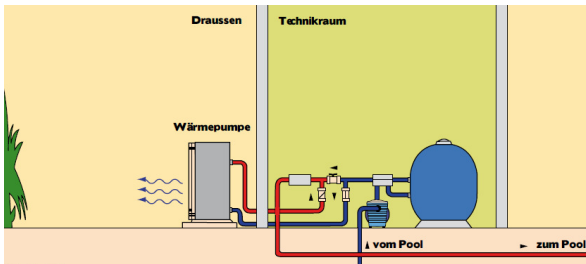 Draussen
Technikraum
Wärmepumpe
vom Pool
zum Pool